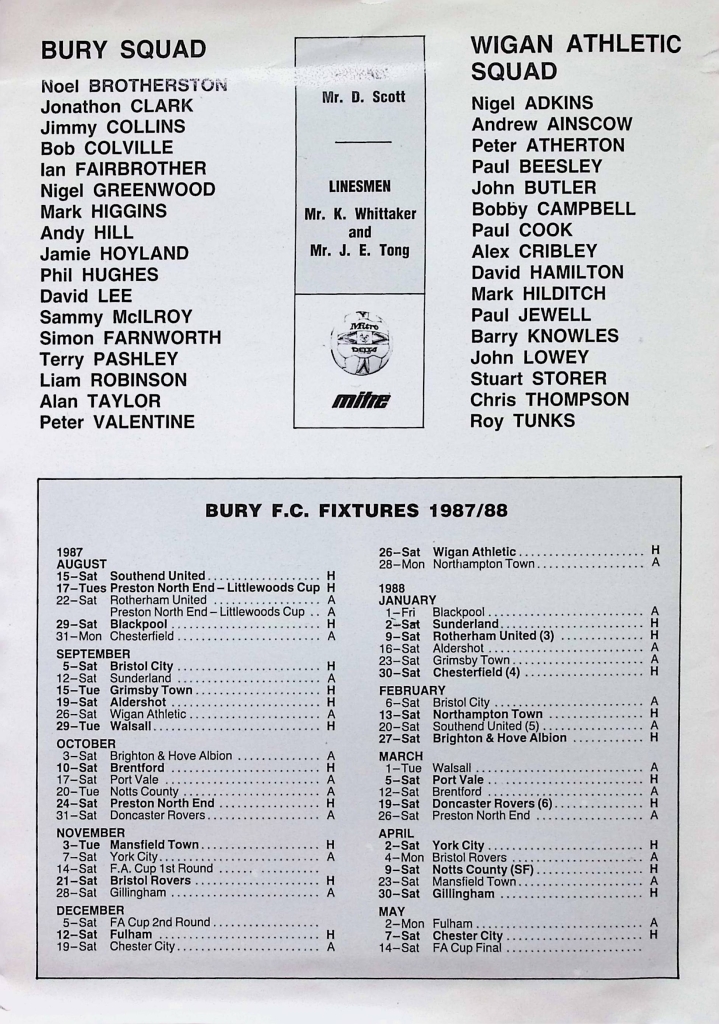 BURY SQUAD
Noel BROTHERSTON
Jonathon CLARK
Jimmy COLLINS
Bob COLVILLE
Ian FAIRBROTHER
Nigel GREENWOOD
Mark HIGGINS
Andy HILL
Jamie HOYLAND
Phil HUGHES
David LEE
Sammy McILROY
Simon FARNWORTH
Terry PASHLEY
Liam ROBINSON
Alan TAYLOR
Peter VALENTINE
Mr. D. Scott
LINESMEN
Mr. K. Whittaker
and
Mr. J. E. Tong
Mitre
DELTA
mitre
WIGAN ATHLETIC
SQUAD
Nigel ADKINS
Andrew AINSCOW
Peter ATHERTON
Paul BEESLEY
John BUTLER
Bobby CAMPBELL
Paul COOK
Alex CRIBLEY
David HAMILTON
Mark HILDITCH
Paul JEWELL
Barry KNOWLES
John LOWEY
Stuart STORER
Chris THOMPSON
Roy TUNKS
BURY F.C. FIXTURES 1987/88
1987
AUGUST
15–Sat Southend United.................... H
17–Tues Preston North End – Littlewoods Cup H
22–Sat Rotherham United .................. A
Preston North End – Littlewoods Cup .. A
29–Sat Blackpool .......................... H
31–Mon Chesterfield ....................... A
SEPTEMBER
5–Sat Bristol City ........................ H
12–Sat Sunderland ........................ A
15–Tue Grimsby Town ..................... H
19–Sat Aldershot .......................... H
26–Sat Wigan Athletic ..................... A
29–Tue Walsall ............................ H
OCTOBER
3–Sat Brighton & Hove Albion ............. A
10–Sat Brentford .......................... H
17–Sat Port Vale .......................... A
20–Tue Notts County ...................... A
24–Sat Preston North End ................. H
31–Sat Doncaster Rovers .................. A
NOVEMBER
3–Tue Mansfield Town .................... H
7–Sat York City .......................... A
14–Sat F.A. Cup 1st Round ................
21–Sat Bristol Rovers ..................... H
28–Sat Gillingham ......................... A
DECEMBER
5–Sat FA Cup 2nd Round ..................
12–Sat Fulham ............................ H
19–Sat Chester City ....................... A
26–Sat Wigan Athletic ..................... H
28–Mon Northampton Town ................. A
1988
JANUARY
1–Fri Blackpool .......................... A
2–Sat Sunderland ........................ H
9–Sat Rotherham United (3) .............. H
16–Sat Aldershot .......................... A
23–Sat Grimsby Town ..................... A
30–Sat Chesterfield (4) .................... H
FEBRUARY
6–Sat Bristol City ........................ A
13–Sat Northampton Town ................. H
20–Sat Southend United (5) ................ A
27–Sat Brighton & Hove Albion ............. H
MARCH
1–Tue Walsall ............................ A
5–Sat Port Vale .......................... H
12–Sat Brentford .......................... A
19–Sat Doncaster Rovers (6) ............... H
26–Sat Preston North End ................. A
APRIL
2–Sat York City .......................... H
4–Mon Bristol Rovers ..................... A
9–Sat Notts County (SF) .................. H
23–Sat Mansfield Town .................... A
30–Sat Gillingham ......................... H
MAY
2–Mon Fulham ............................ A
7–Sat Chester City ....................... H
14–Sat FA Cup Final .......................